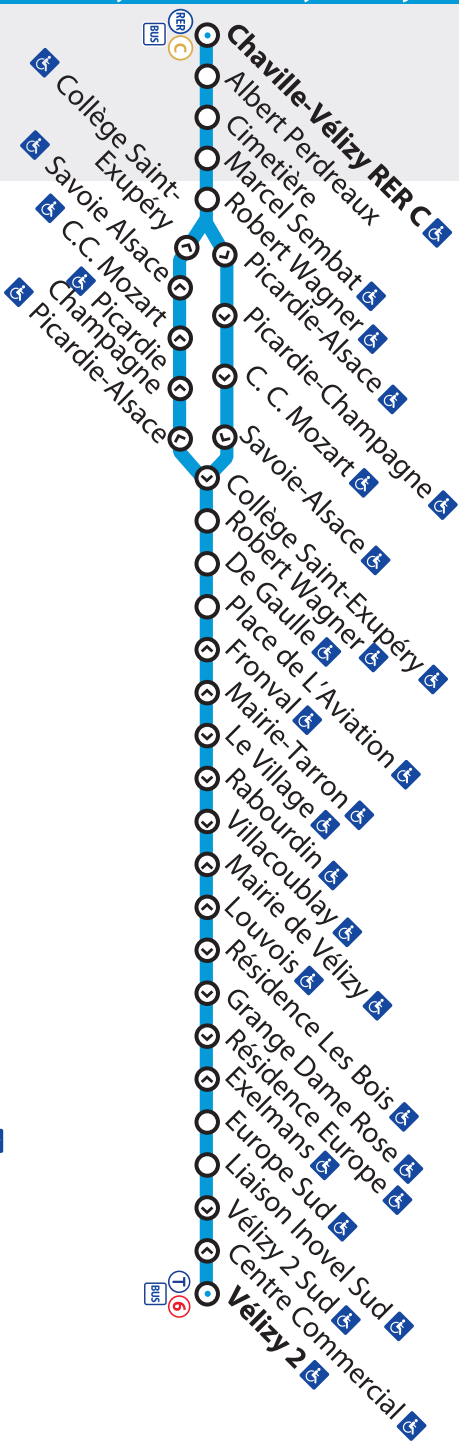 RER C
BUS
Chaville-Vélizy RER C
Albert Perdreaux
Cimetière
Marcel Sembat
Robert Wagner
Collège Saint-
Exupéry
Savoie Alsace
C.C. Mozart
Picardie
Champagne
Picardie-Alsace
Picardie-Alsace
Picardie-Champagne
C. C. Mozart
Savoie-Alsace
Collège Saint-Exupéry
Robert Wagner
De Gaulle
Place de L'Aviation
Fronval
Mairie-Tarron
Le Village
Rabourdin
Villacoublay
Mairie de Vélizy
Louvois
Résidence Les Bois
Grange Dame Rose
Résidence Europe
Exelmans
Europe Sud
Liaison Inovel Sud
Vélizy 2 Sud
Centre Commercial
Vélizy 2
T 6
BUS